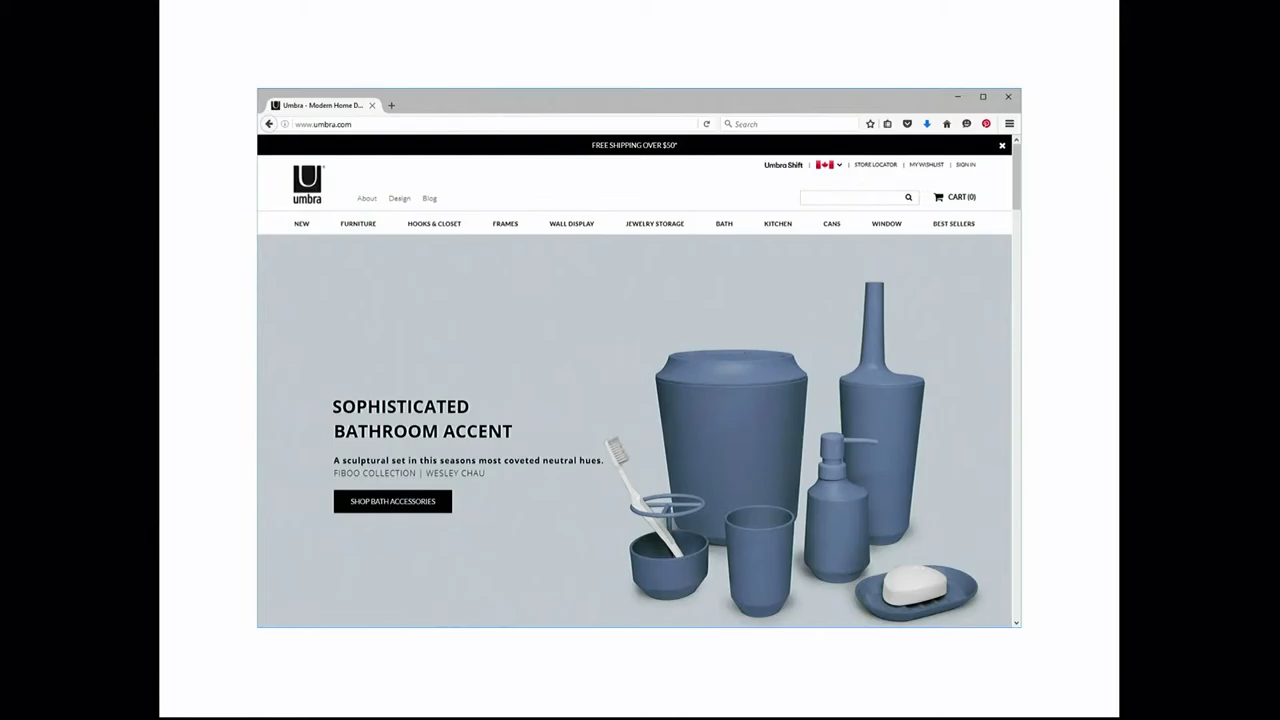 Umbra - Modern Home D...
www.umbra.com
Search
FREE SHIPPING OVER $50*
Umbra Shift
STORE LOCATOR
MY WISHLIST
SIGN IN
U
umbra
About
Design
Blog
CART (0)
NEW
FURNITURE
HOOKS & CLOSET
FRAMES
WALL DISPLAY
JEWELRY STORAGE
BATH
KITCHEN
CANS
WINDOW
BEST SELLERS
SOPHISTICATED
BATHROOM ACCENT
A sculptural set in this seasons most coveted neutral hues.
FIBOO COLLECTION | WESLEY CHAU
SHOP BATH ACCESSORIES